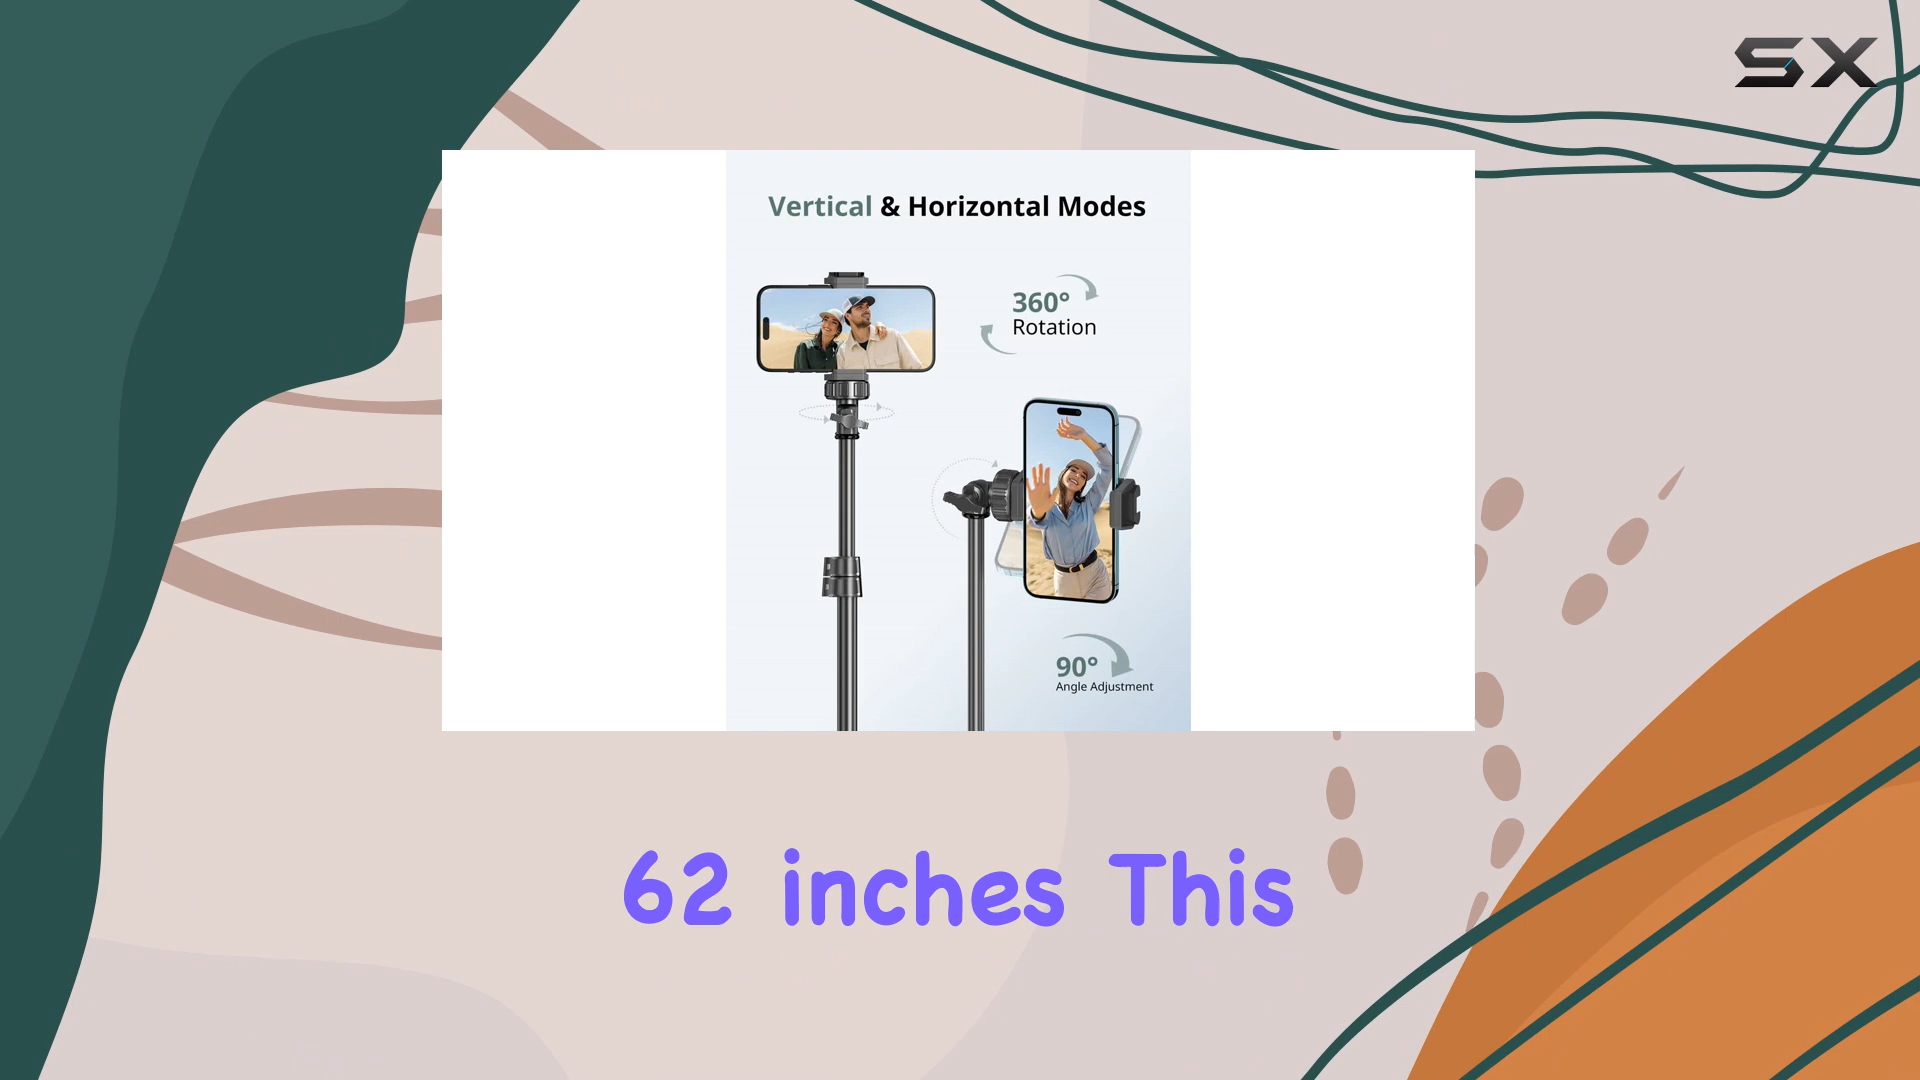 SX
Vertical & Horizontal Modes
360°
Rotation
90°
Angle Adjustment
62 inches This